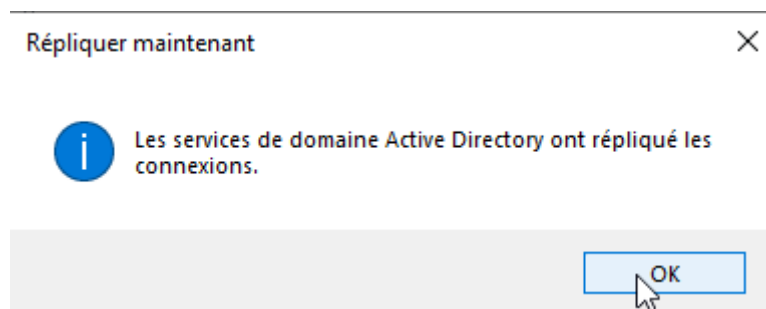 Répliquer maintenant
Les services de domaine Active Directory ont répliqué les
connexions.
OK